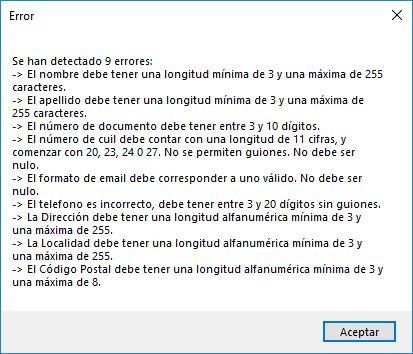 Error
Se han detectado 9 errores:
-> El nombre debe tener una longitud mínima de 3 y una máxima de 255
caracteres.
-> El apellido debe tener una longitud mínima de 3 y una máxima de
255 caracteres.
-> El número de documento debe tener entre 3 y 10 dígitos.
-> El número de cuil debe contar con una longitud de 11 cifras, y
comenzar con 20, 23, 24 0 27. No se permiten guiones. No debe ser
nulo.
-> El formato de email debe corresponder a uno válido. No debe ser
nulo.
-> El telefono es incorrecto, debe tener entre 3 y 20 dígitos sin guiones.
-> La Dirección debe tener una longitud alfanumérica mínima de 3 y
una máxima de 255.
-> La Localidad debe tener una longitud alfanumérica mínima de 3 y
una máxima de 255.
-> El Código Postal debe tener una longitud alfanumérica mínima de 3 y
una máxima de 8.
Aceptar